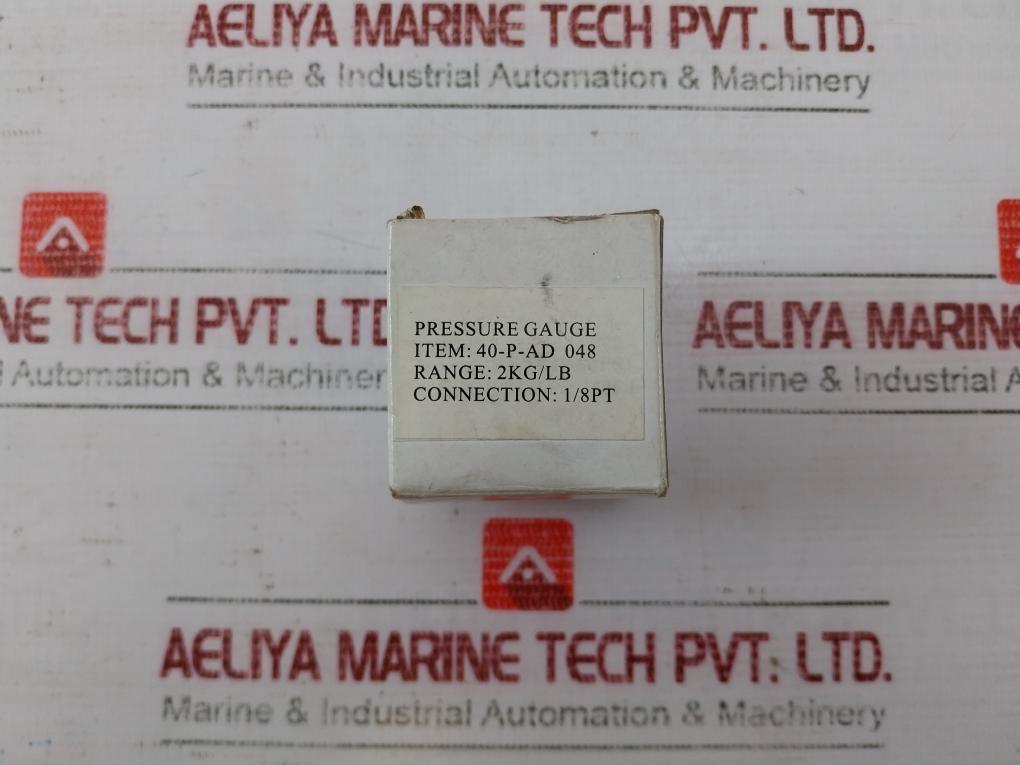 AELIYA MARINE TECH PVT. LTD.
Marine & Industrial Automation & Machinery
NE TECH PVT. LTD
Automation & Machiner
AELIYA MARINE
Marine & Industrial A
PRESSURE GAUGE
ITEM: 40-P-AD 048
RANGE: 2KG/LB
CONNECTION: 1/8PT
AELIYA MARINE TECH PVT. LTD.
Marine & Industrial Automation & Machinery